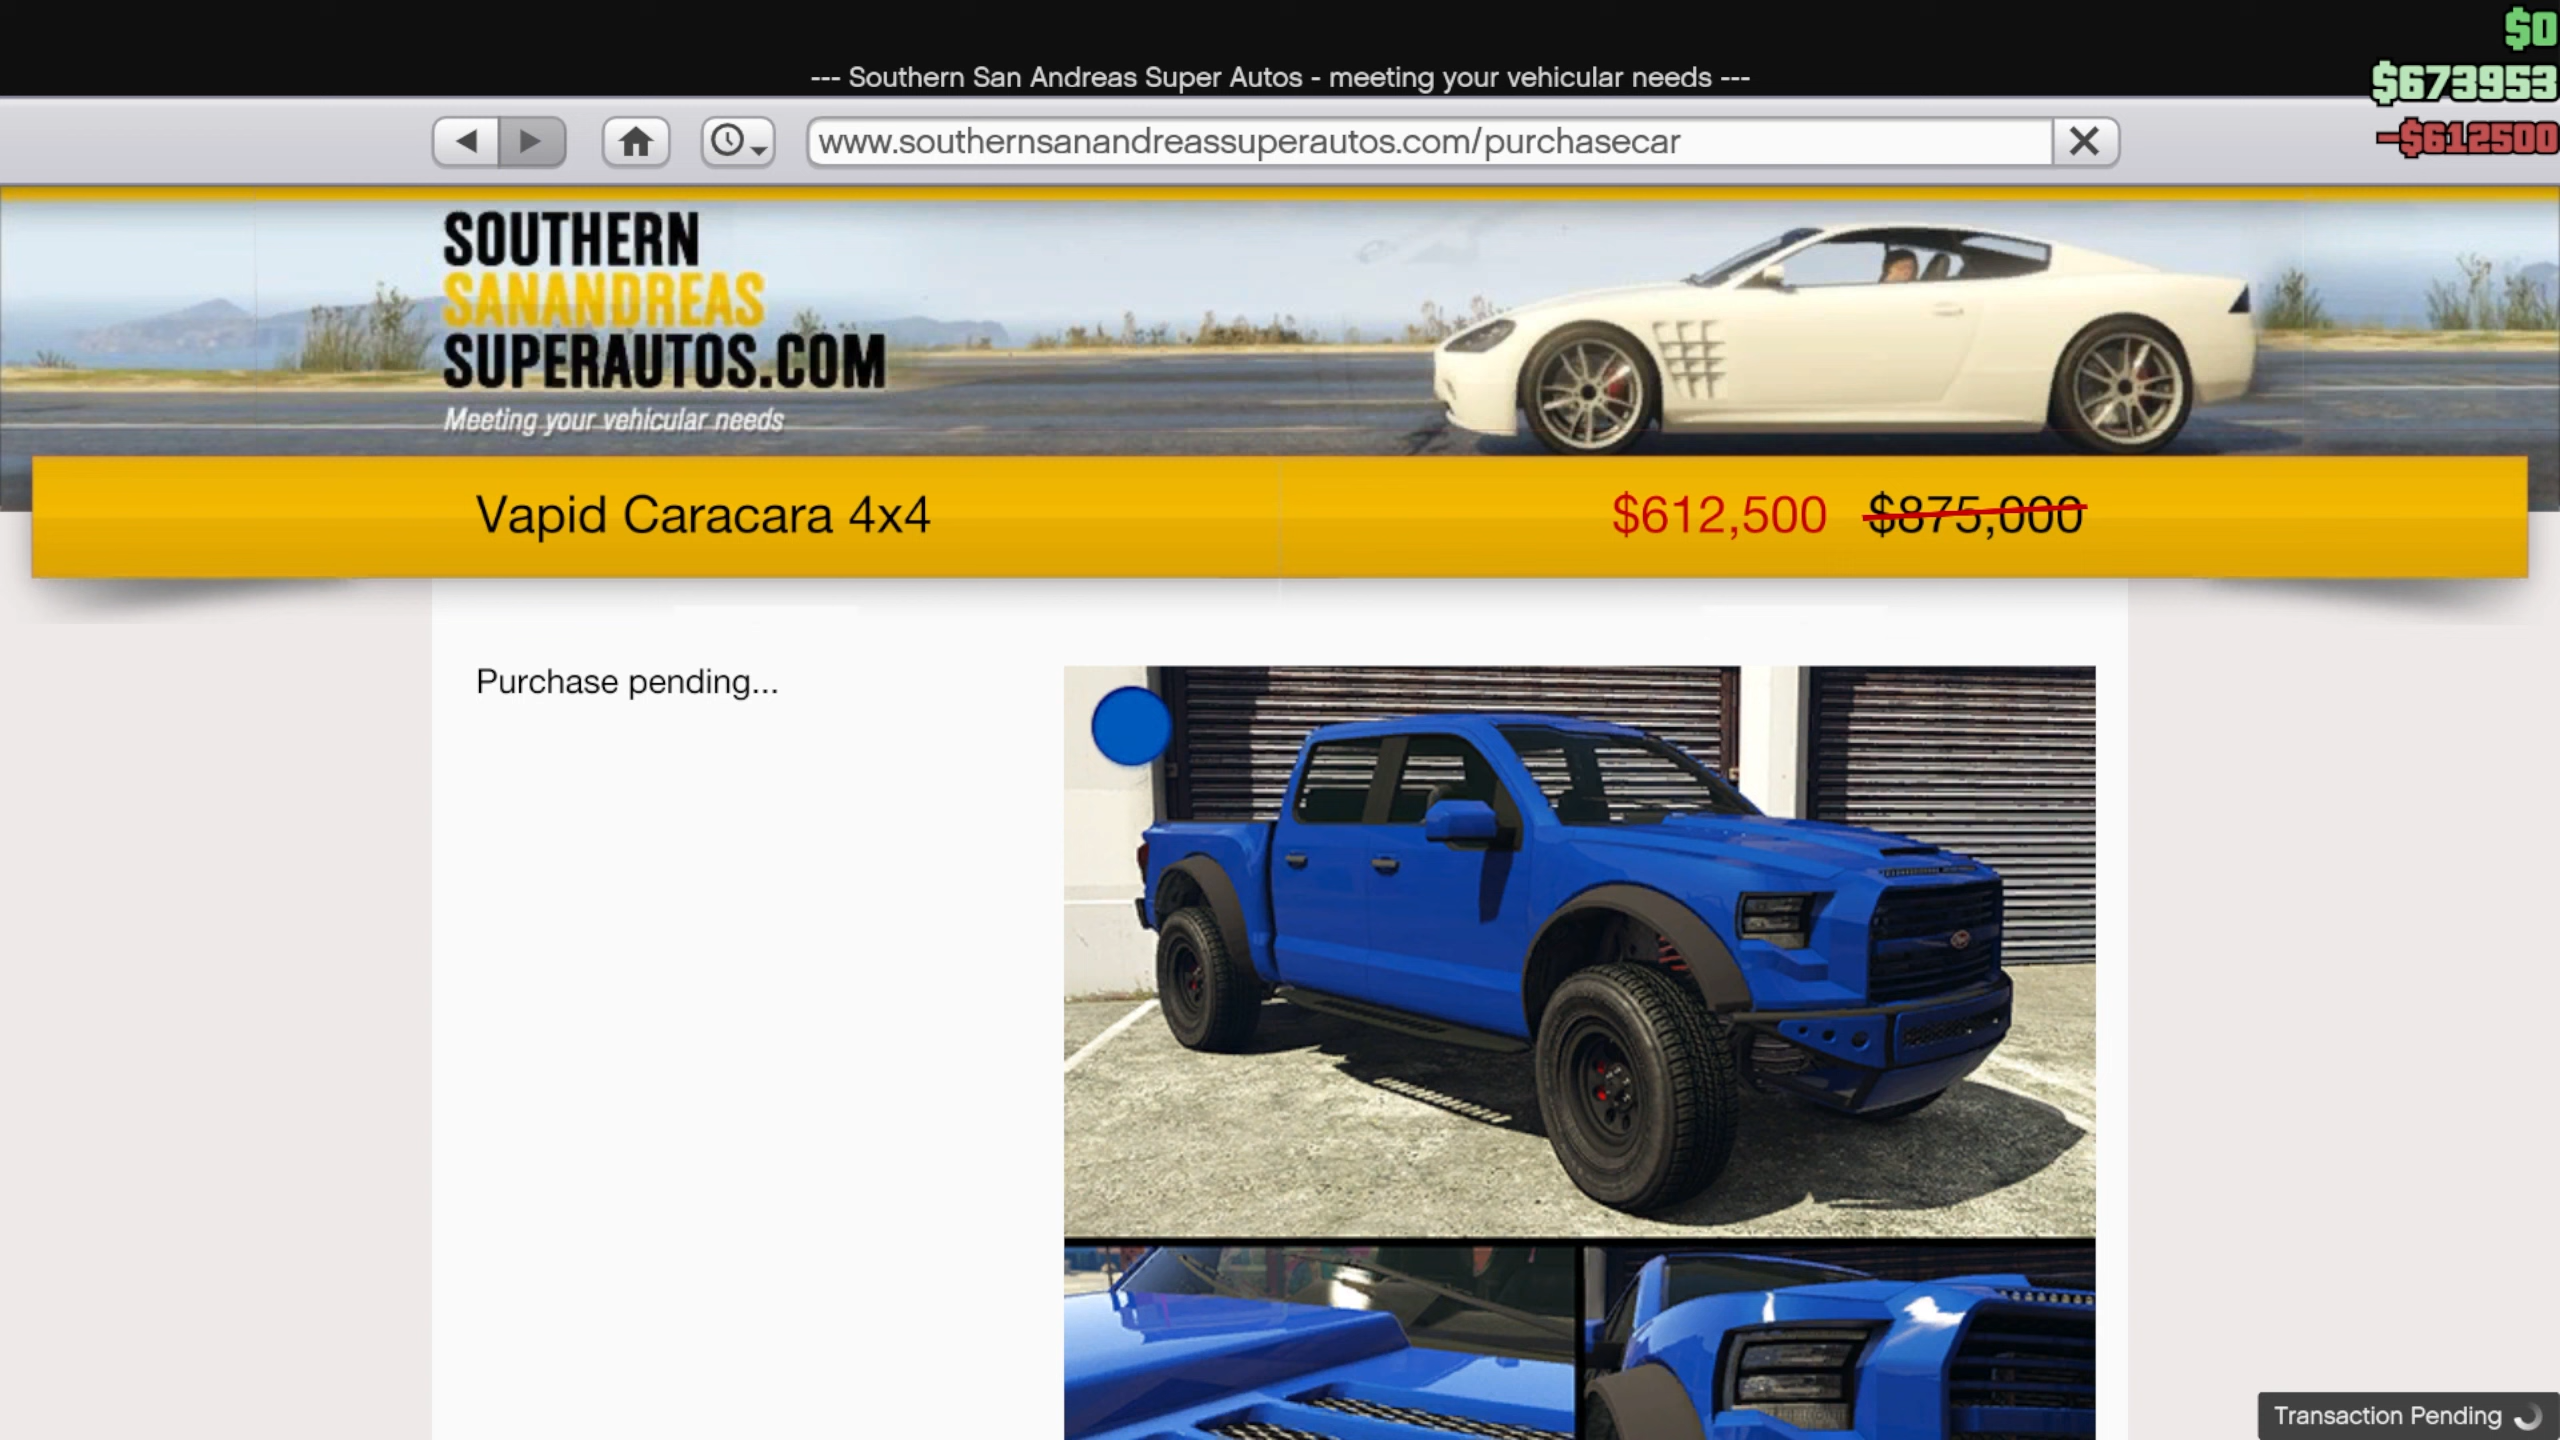 $0
--- Southern San Andreas Super Autos - meeting your vehicular needs ---
$673953
www.southernsanandreassuperautos.com/purchasecar
-$612500
SOUTHERN
SANANDREAS
SUPERAUTOS.COM
Meeting your vehicular needs
Vapid Caracara 4x4
$612,500 $875,000
Purchase pending...
Transaction Pending